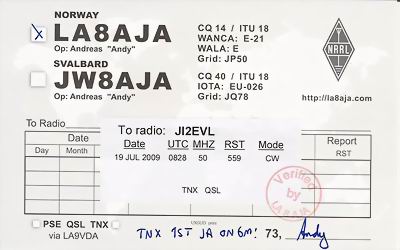 NORWAY
LA8AJA
Op: Andreas "Andy"
CQ 14 / ITU 18
WANCA: E-21
WALA: E
Grid: JP50
NRRL
SVALBARD
JW8AJA
Op: Andreas "Andy"
CQ 40 / ITU 18
IOTA: EU-026
Grid: JQ78
http://la8aja.com
To Radio
Date
Day Month
To radio: JI2EVL
Date UTC MHZ RST Mode
19 JUL 2009 0828 50 559 CW
TNX QSL
Report
RST
Verified
by
LA8AJA
PSE QSL TNX
via LA9VDA
TNX 1ST JA ON 6M! 73, Andy